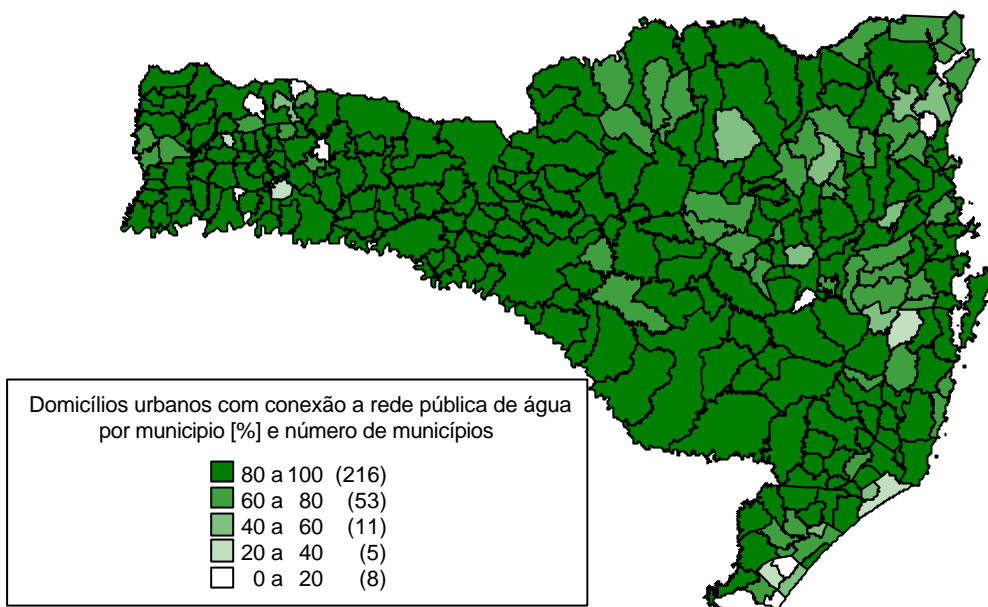 Domicílios urbanos com conexão a rede pública de água
por municipio [%] e número de municípios
80 a 100 (216)
60 a 80 (53)
40 a 60 (11)
20 a 40 (5)
0 a 20 (8)